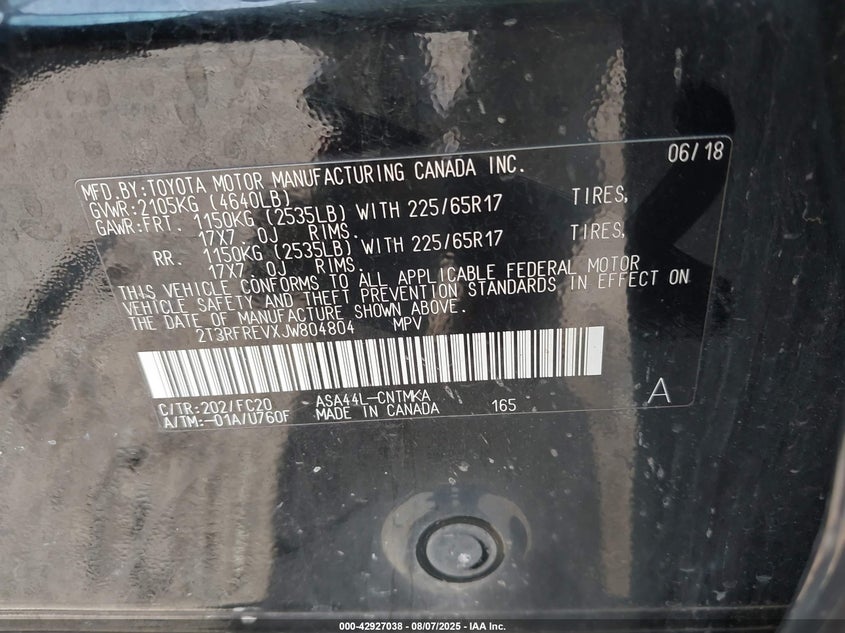 06/18
MFD.BY:TOYOTA MOTOR MANUFACTURING CANADA INC.
GVWR:2105KG (4640LB)
GAWR:FRT. 1150KG (2535LB) WITH 225/65R17 TIRES,
17X7.0J RIMS.
RR. 1150KG (2535LB) WITH 225/65R17 TIRES,
17X7.0J RIMS.
THIS VEHICLE CONFORMS TO ALL APPLICABLE FEDERAL MOTOR
VEHICLE SAFETY AND THEFT PREVENTION STANDARDS IN EFFECT ON
THE DATE OF MANUFACTURE SHOWN ABOVE.
2T3RFREVXJW804804 MPV
C/TR:202/FC20 ASA44L-CNTMKA
A/TM:-01A/U760F MADE IN CANADA 165 A
000-42927038 - 08/07/2025 - IAA Inc.